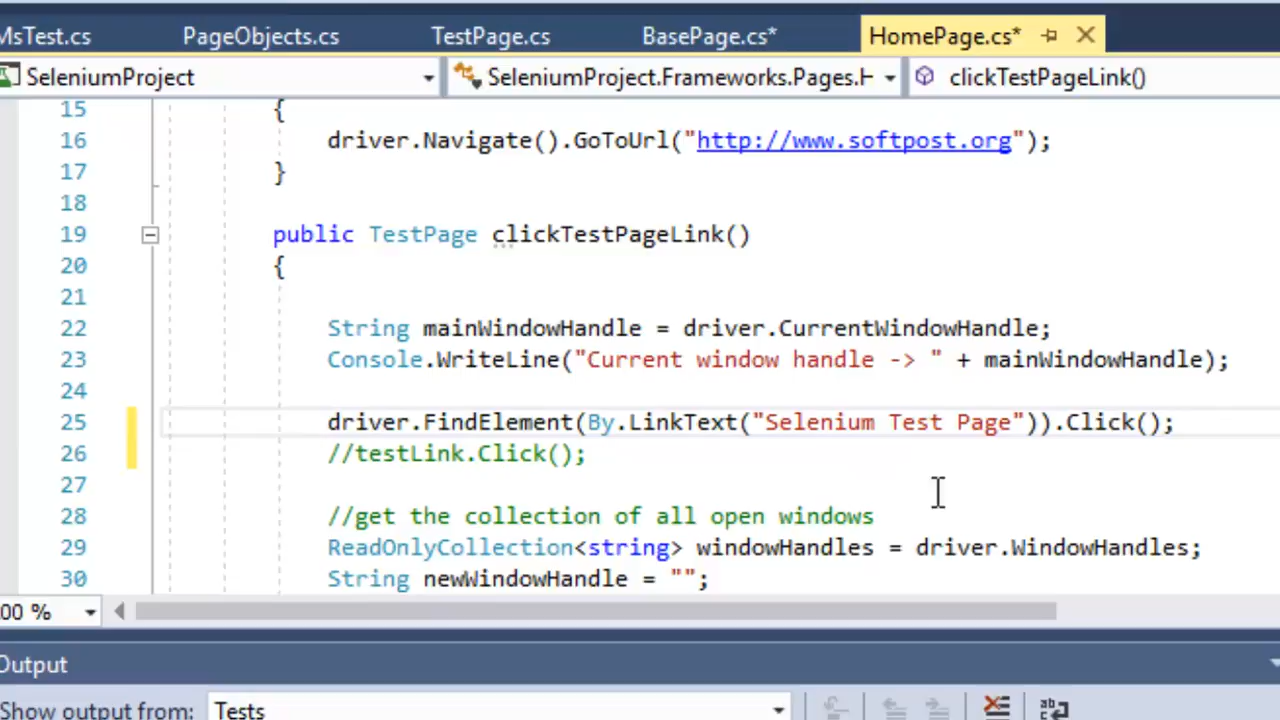 MsTest.cs PageObjects.cs TestPage.cs BasePage.cs* HomePage.cs*
SeleniumProject SeleniumProject.Frameworks.Pages.H clickTestPageLink()
15 {
16 driver.Navigate().GoToUrl("http://www.softpost.org");
17 }
18
19 public TestPage clickTestPageLink()
20 {
21
22 String mainWindowHandle = driver.CurrentWindowHandle;
23 Console.WriteLine("Current window handle -> " + mainWindowHandle);
24
25 driver.FindElement(By.LinkText("Selenium Test Page")).Click();
26 //testLink.Click();
27
28 //get the collection of all open windows
29 ReadOnlyCollection<string> windowHandles = driver.WindowHandles;
30 String newWindowHandle = "";
00 %
Output
Show output from: Tests